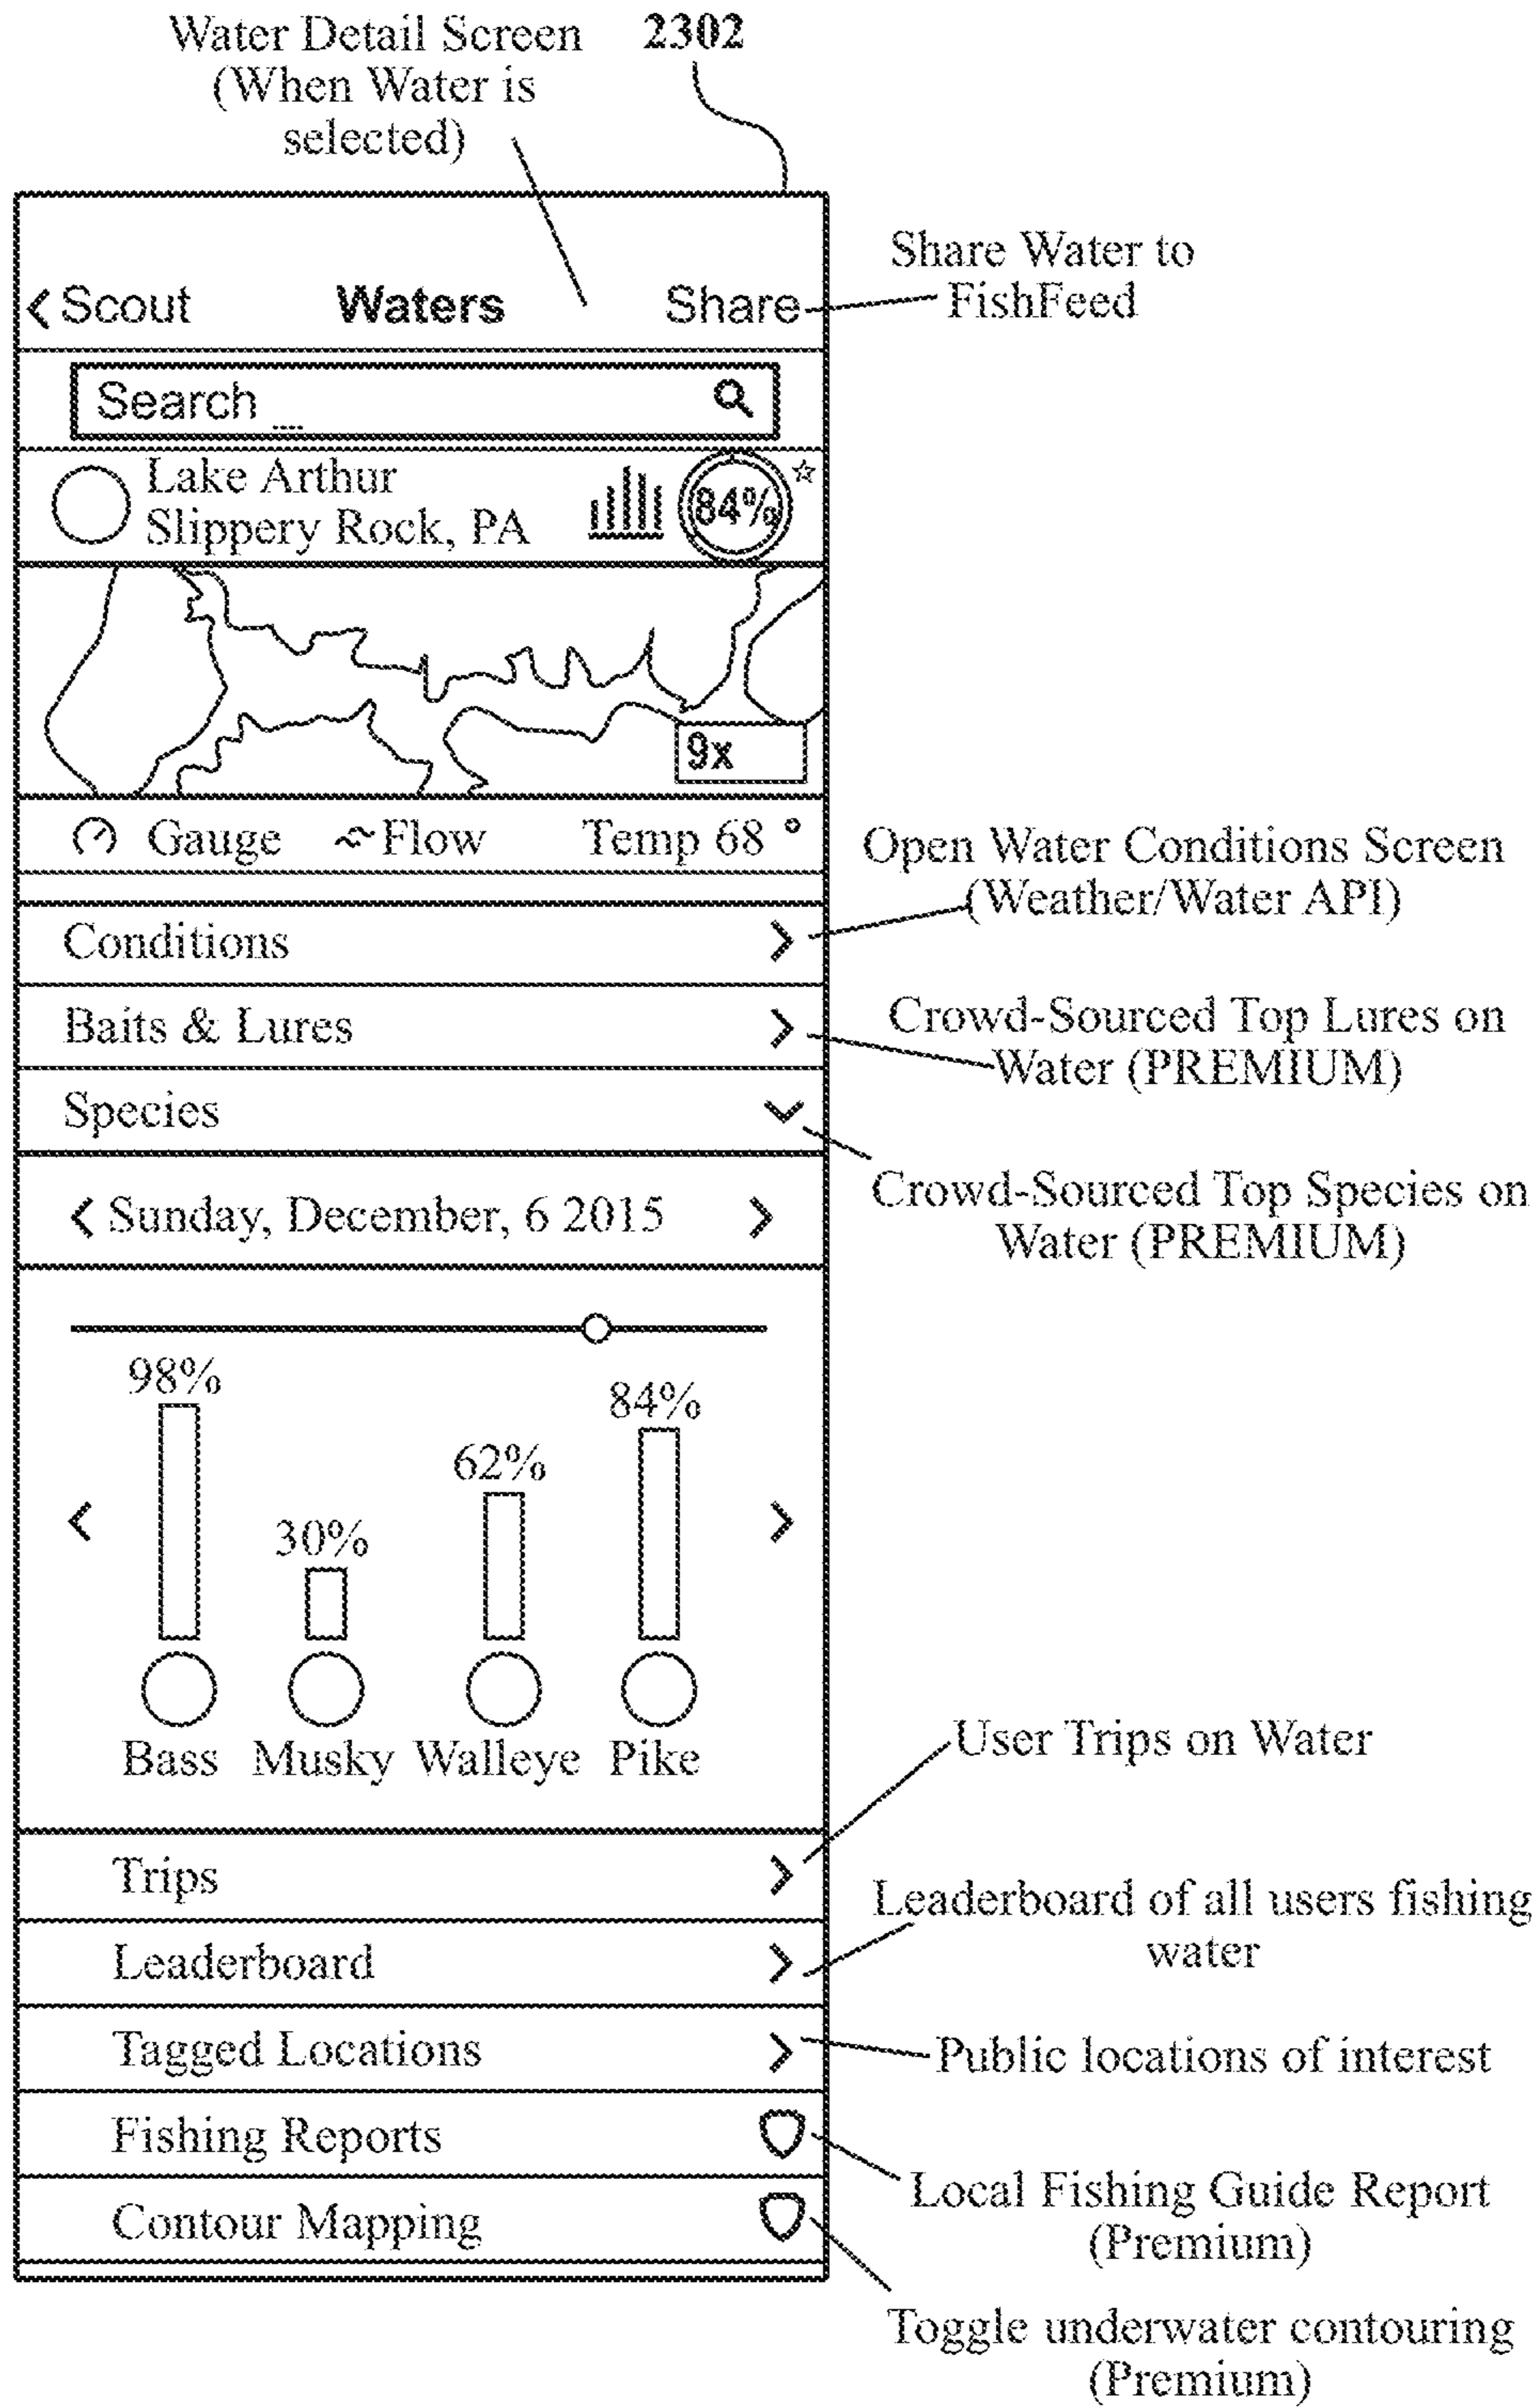 Water Detail Screen 2302
(When Water is
selected)
Share Water to
FishFeed
Scout Waters Share
Search
Lake Arthur
Slippery Rock, PA
84%
9x
Gauge Flow Temp 68 °
Open Water Conditions Screen
(Weather/Water API)
Conditions
Crowd-Sourced Top Lures on
Water (PREMIUM)
Baits & Lures
Species
Crowd-Sourced Top Species on
Water (PREMIUM)
Sunday, December, 6 2015
98%
84%
62%
30%
Bass Musky Walleye Pike
User Trips on Water
Trips
Leaderboard of all users fishing
water
Leaderboard
Tagged Locations
Public locations of interest
Fishing Reports
Local Fishing Guide Report
(Premium)
Contour Mapping
Toggle underwater contouring
(Premium)